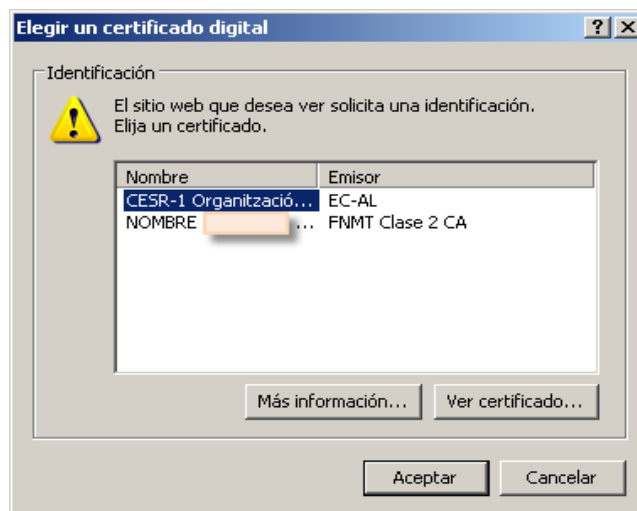 Elegir un certificado digital
Identificación
El sitio web que desea ver solicita una identificación.
Elija un certificado.
Nombre Emisor
CESR-1 Organització... EC-AL
NOMBRE ... FNMT Clase 2 CA
Más información... Ver certificado...
Aceptar Cancelar